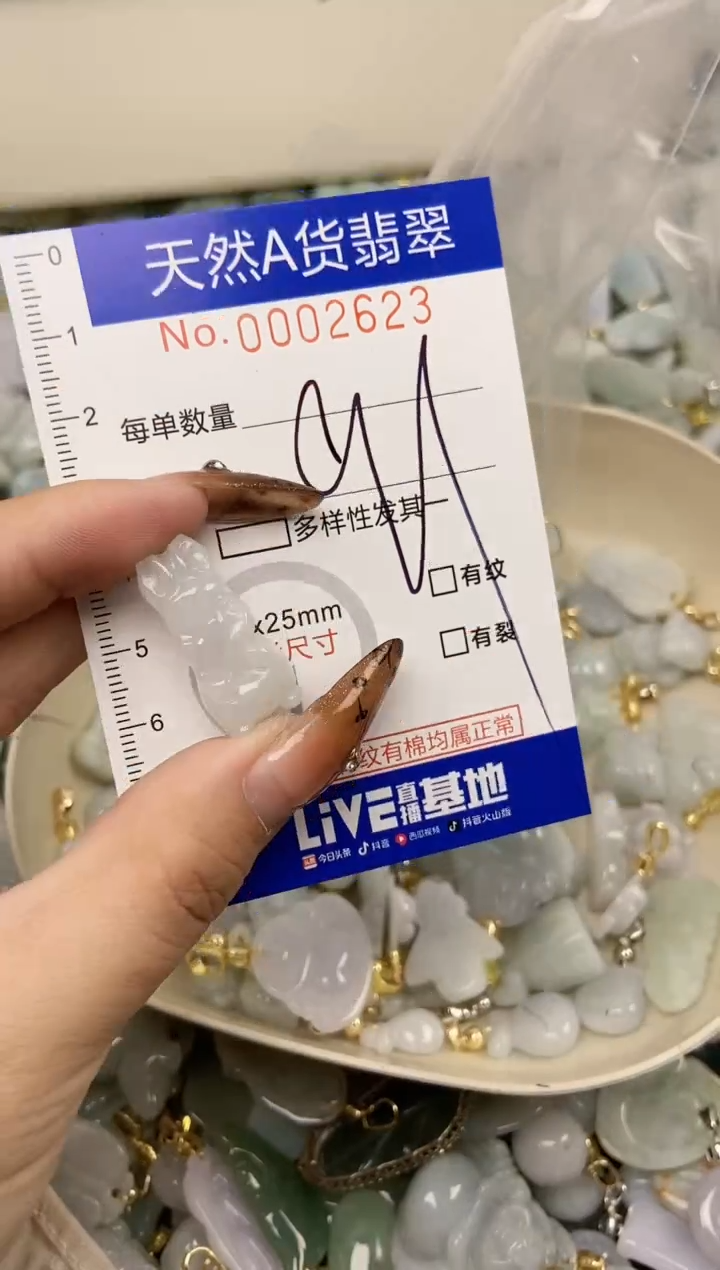 天然A货翡翠
No.0002623
0
1
2
每单数量
多样性发其一
有纹
x25mm
尺寸
有裂
5
6
纹有棉均属正常
LiVE直播基地
今日头条 抖音 西瓜视频 抖音火山版